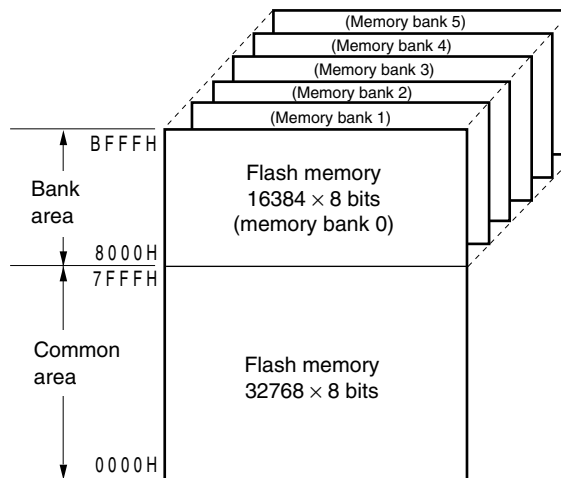 (Memory bank 5)
(Memory bank 4)
(Memory bank 3)
(Memory bank 2)
(Memory bank 1)
BFFFH
Flash memory
16384 × 8 bits
(memory bank 0)
Bank
area
8000H
7FFFH
Common
area
Flash memory
32768 × 8 bits
0000H